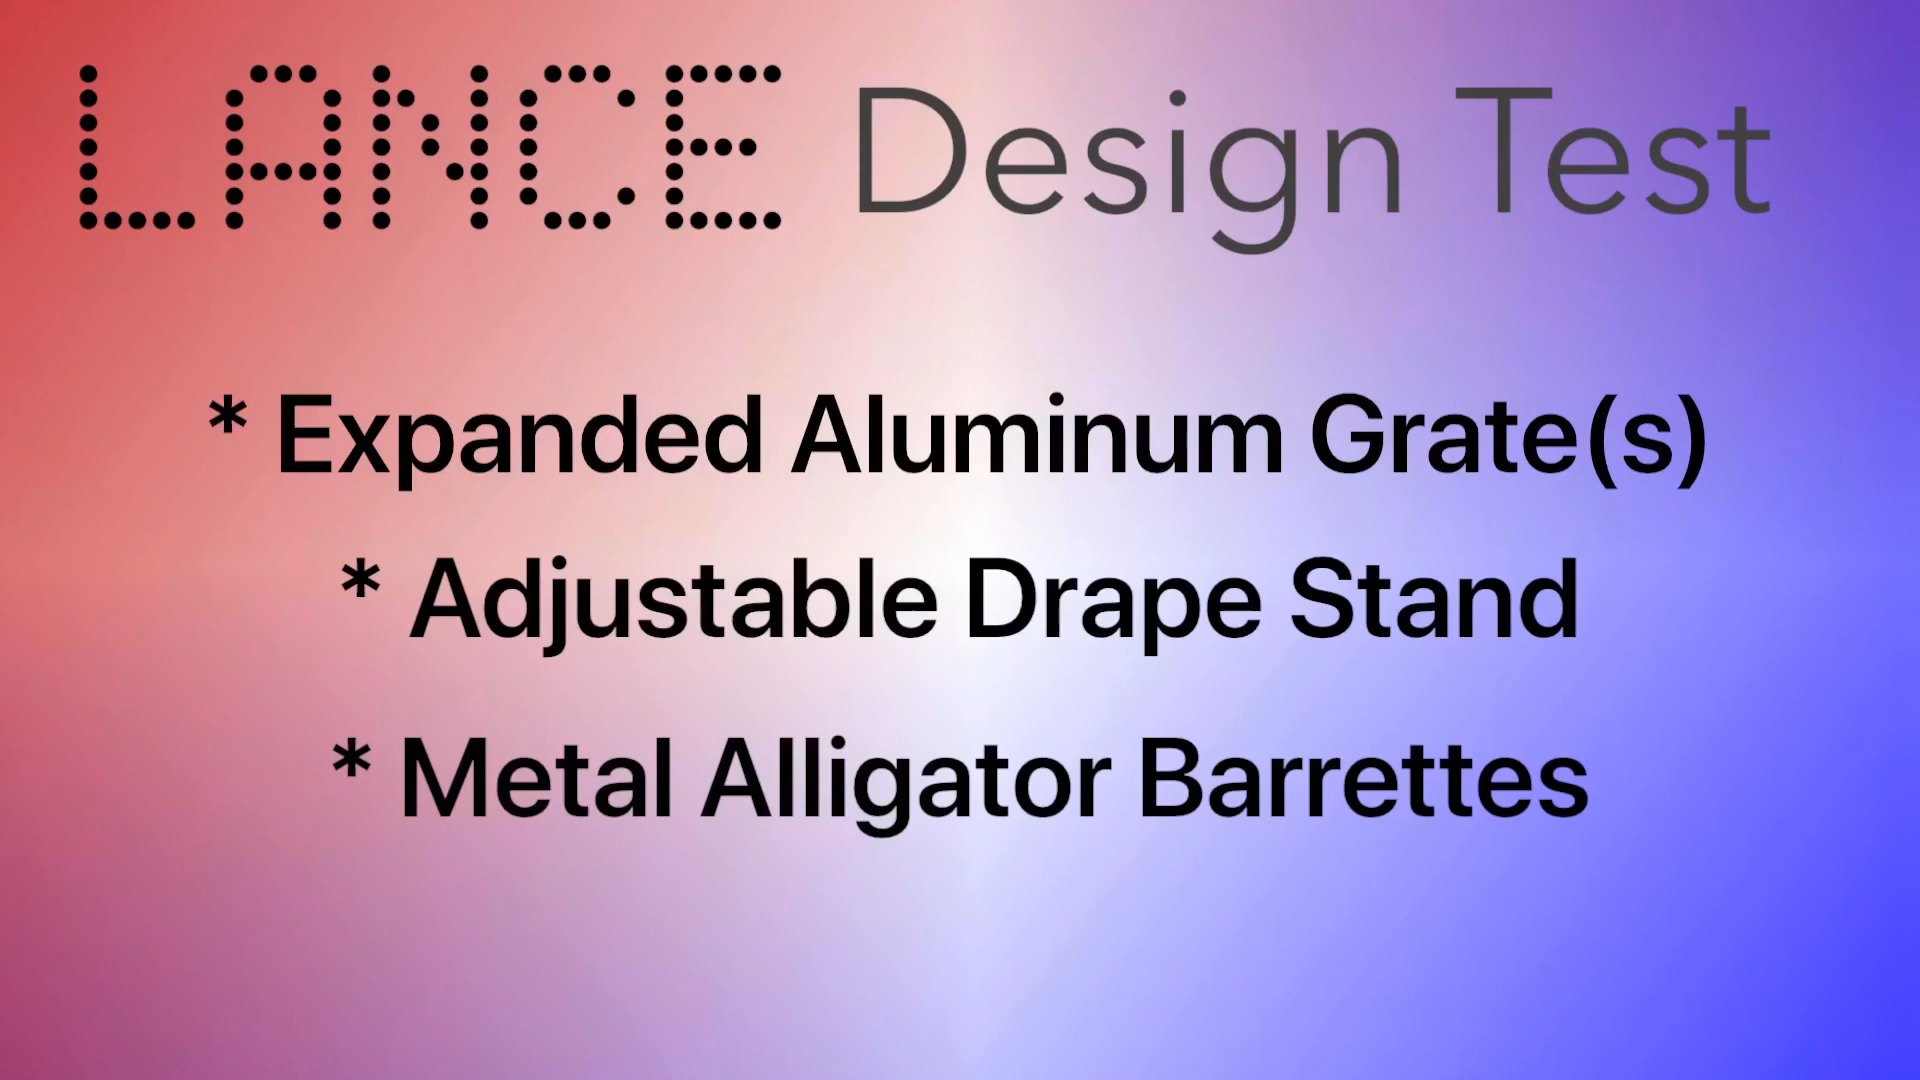 LANCE Design Test
* Expanded Aluminum Grate(s)
* Adjustable Drape Stand
* Metal Alligator Barrettes